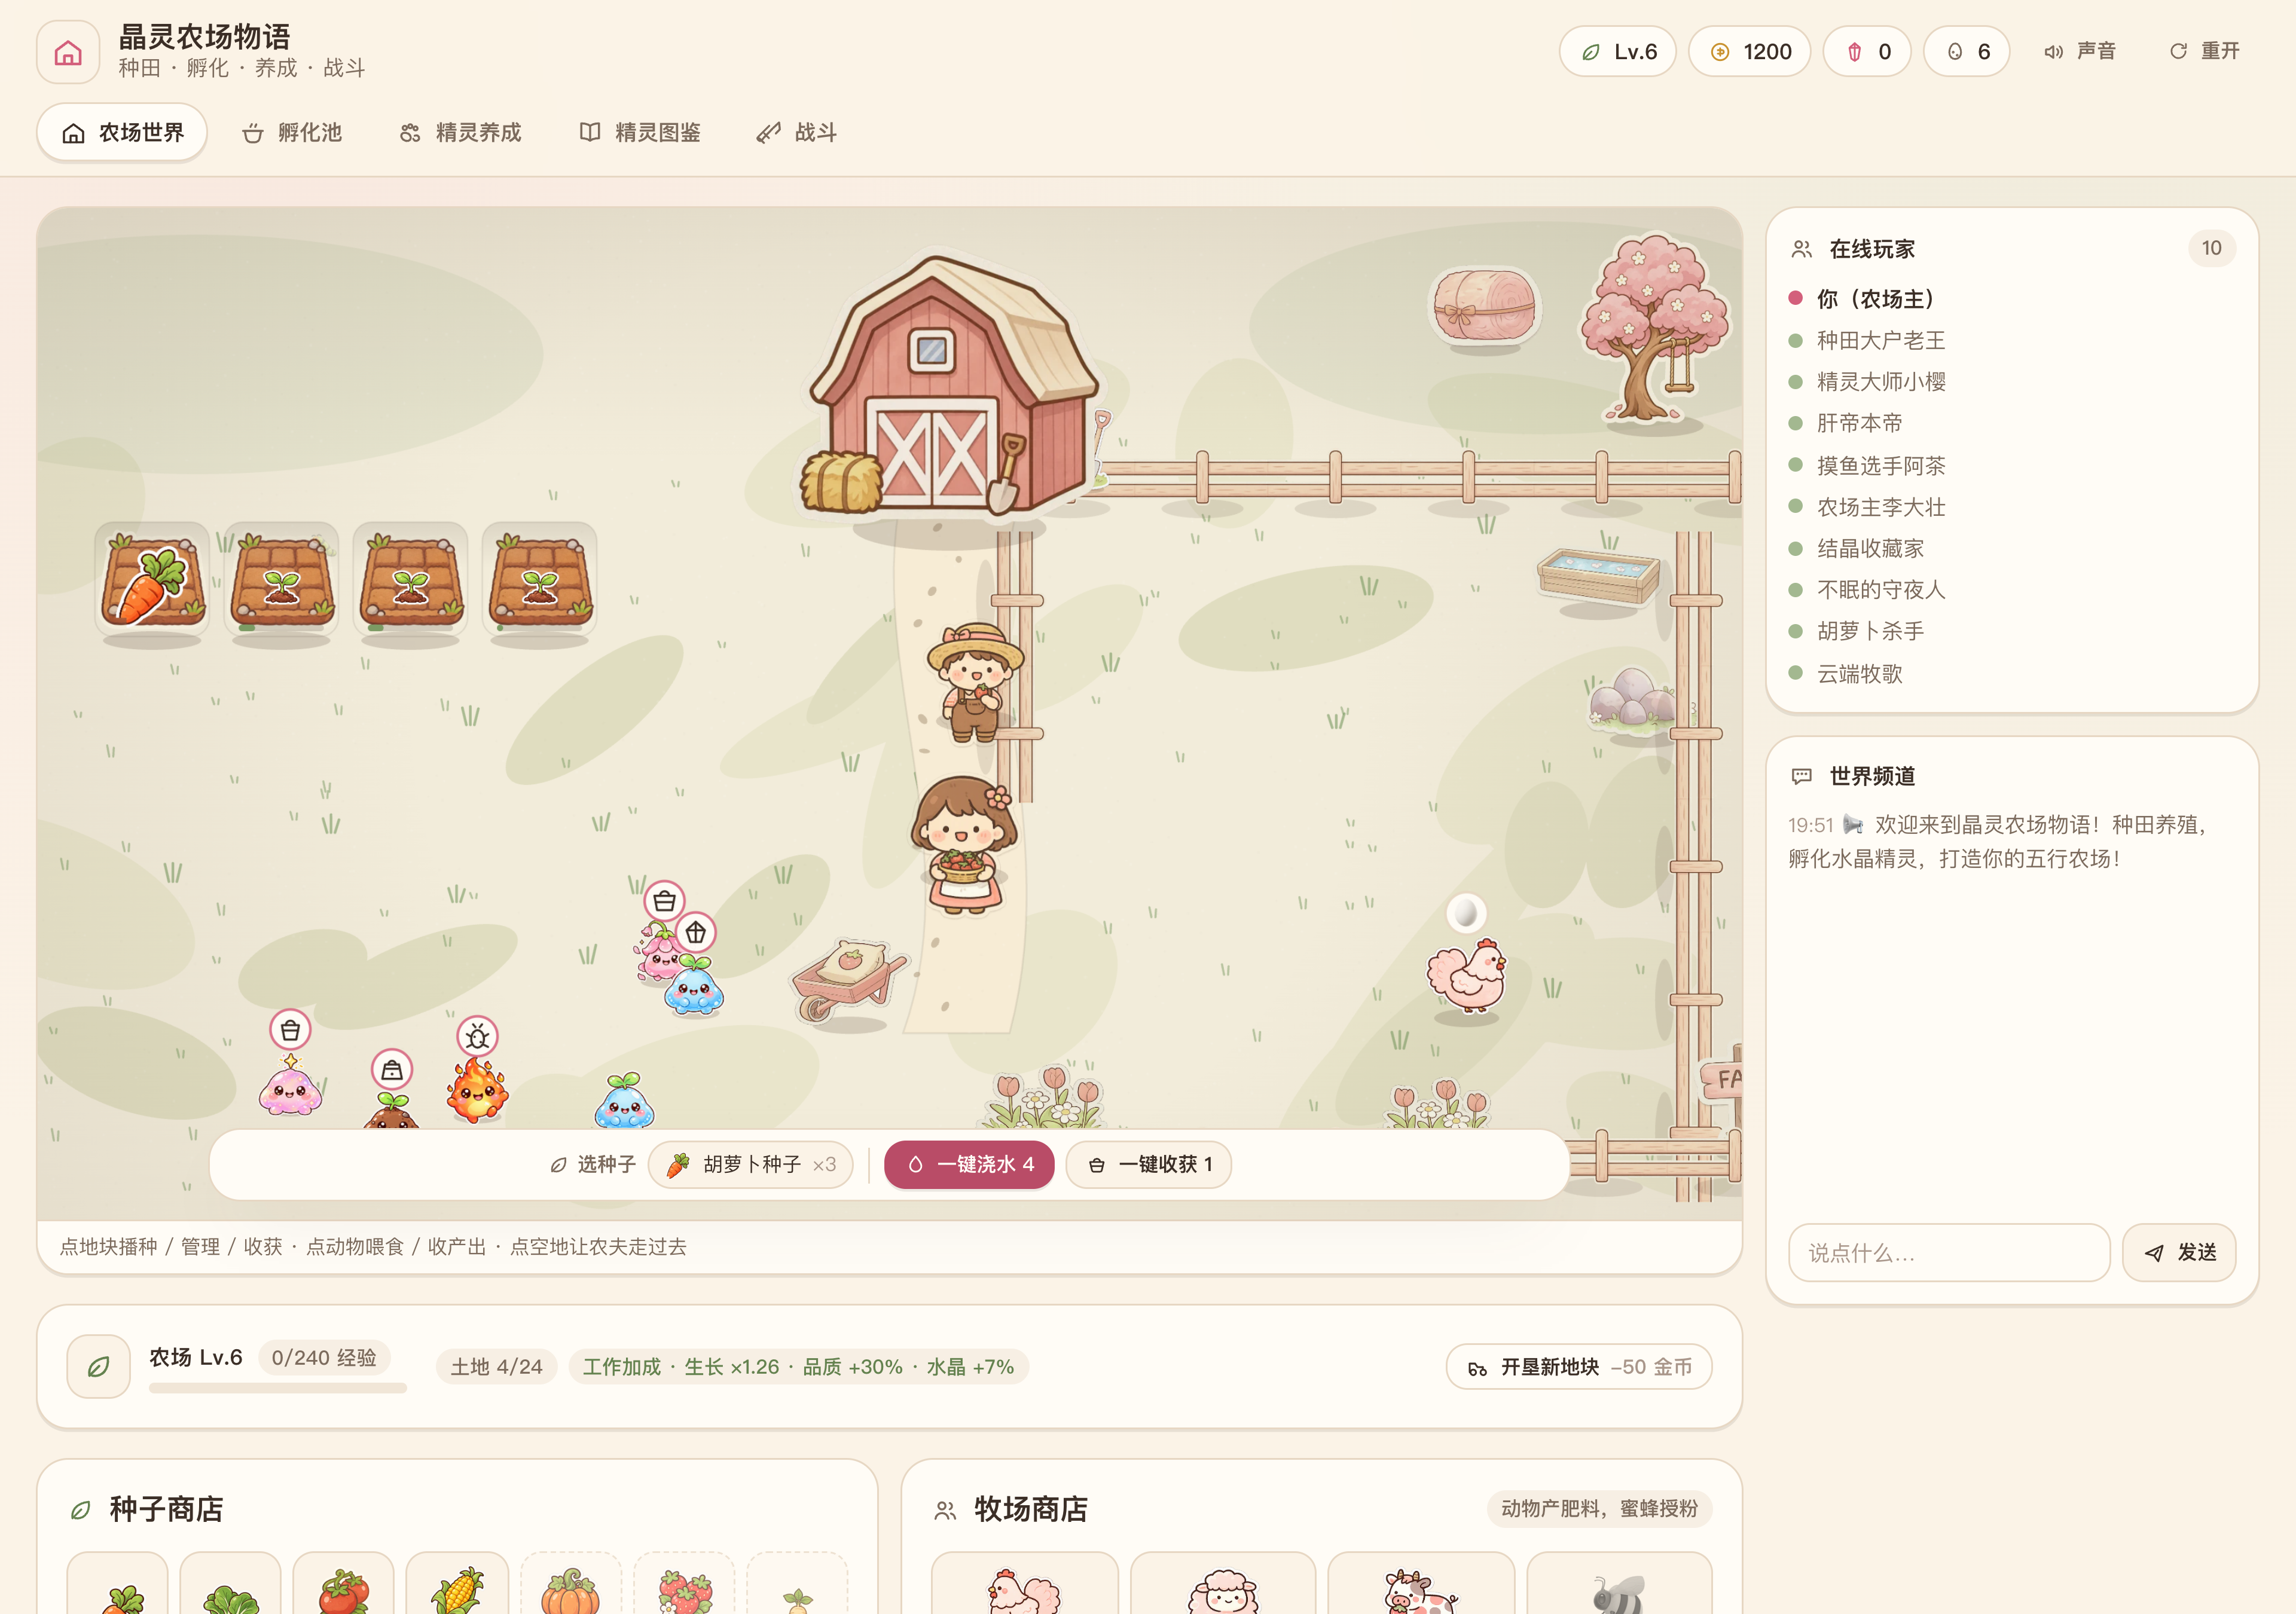 晶灵农场物语
种田 · 孵化 · 养成 · 战斗
Lv.6
1200
0
6
声音
重开
农场世界
孵化池
精灵养成
精灵图鉴
战斗
在线玩家
10
你（农场主）
种田大户老王
精灵大师小樱
肝帝本帝
摸鱼选手阿茶
农场主李大壮
结晶收藏家
不眠的守夜人
胡萝卜杀手
云端牧歌
世界频道
19:51 欢迎来到晶灵农场物语！种田养殖，
孵化水晶精灵，打造你的五行农场！
FA
选种子
胡萝卜种子 ×3
一键浇水 4
一键收获 1
点地块播种 / 管理 / 收获 · 点动物喂食 / 收产出 · 点空地让农夫走过去
说点什么…
发送
农场 Lv.6
0/240 经验
土地 4/24
工作加成 · 生长 ×1.26 · 品质 +30% · 水晶 +7%
开垦新地块 −50 金币
种子商店
牧场商店
动物产肥料，蜜蜂授粉